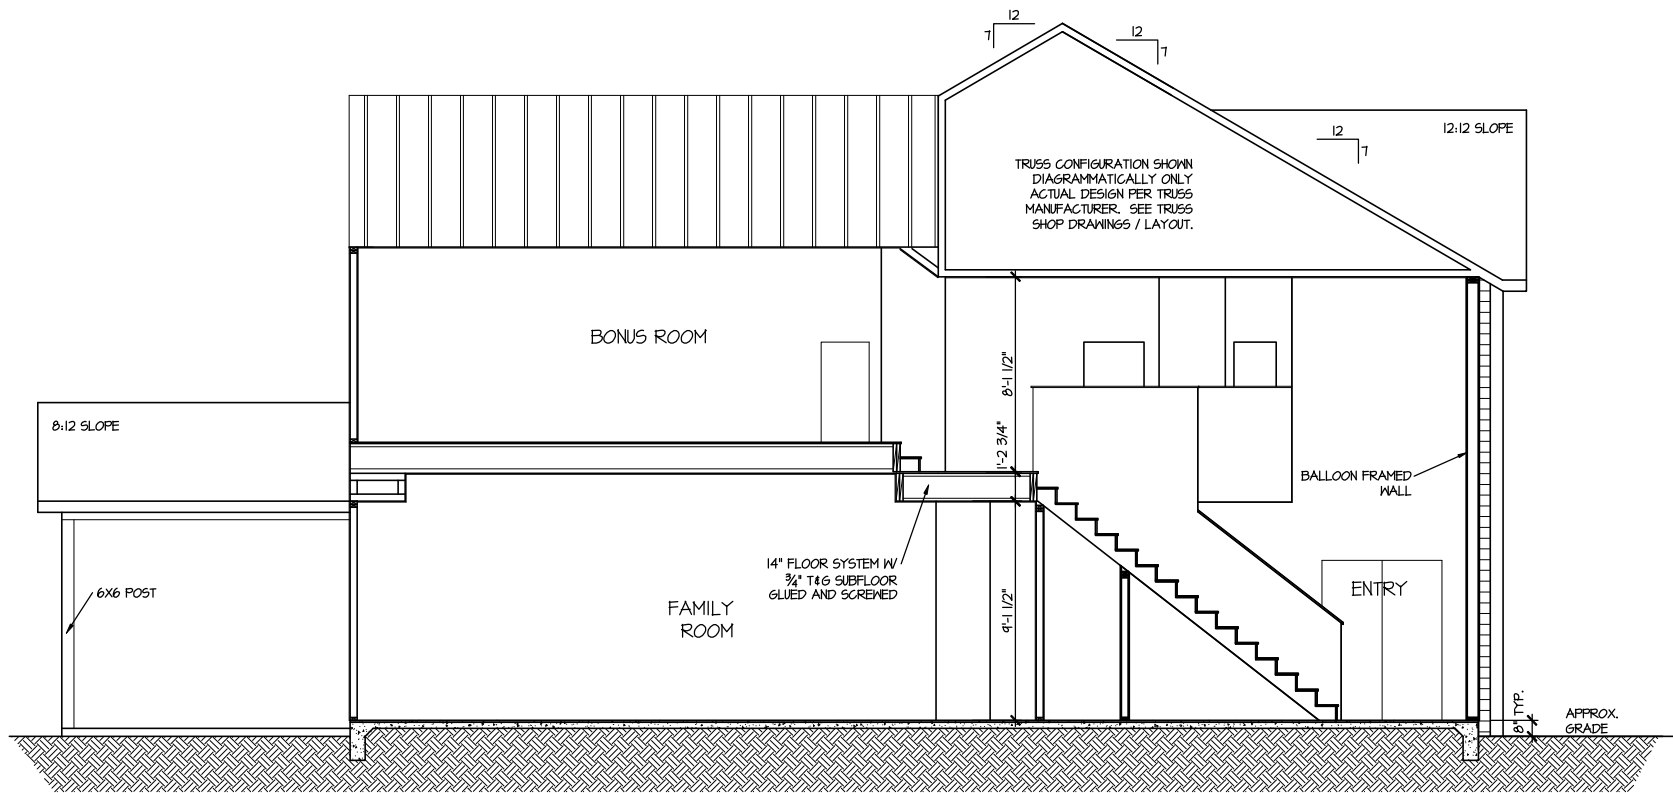 12
7
12
7
12:12 SLOPE
12
7
TRUSS CONFIGURATION SHOWN
DIAGRAMMATICALLY ONLY
ACTUAL DESIGN PER TRUSS
MANUFACTURER. SEE TRUSS
SHOP DRAWINGS / LAYOUT.
BONUS ROOM
8'-1 1/2"
8:12 SLOPE
1'-2 3/4"
BALLOON FRAMED
WALL
14" FLOOR SYSTEM W/
3/4" T&G SUBFLOOR
GLUED AND SCREWED
6X6 POST
FAMILY
ROOM
9'-1 1/2"
ENTRY
8" TYP.
APPROX.
GRADE